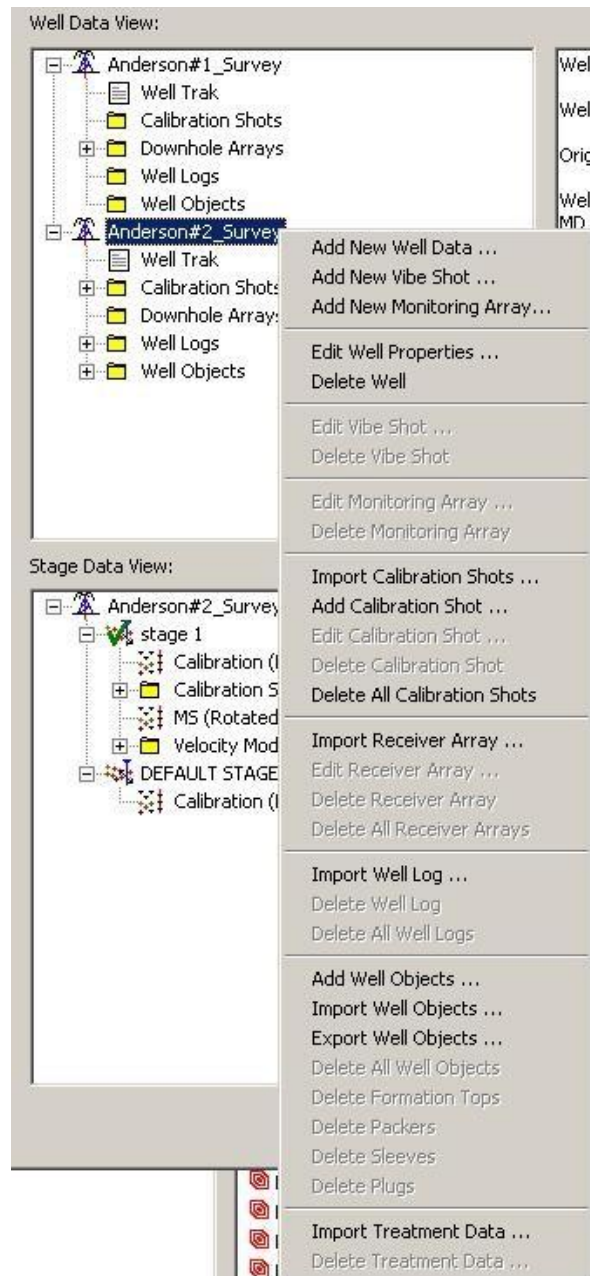 Well Data View:
Anderson#1_Survey
Well Trak
Calibration Shots
Downhole Arrays
Well Logs
Well Objects
Anderson#2_Survey
Well Trak
Calibration Shots
Downhole Arrays
Well Logs
Well Objects
Wel
Wel
Orig
Wel
MD
Stage Data View:
Anderson#2_Survey
stage 1
Calibration (
Calibration S
MS (Rotated
Velocity Mod
DEFAULT STAGE
Calibration (
Add New Well Data ...
Add New Vibe Shot ...
Add New Monitoring Array...
Edit Well Properties ...
Delete Well
Edit Vibe Shot ...
Delete Vibe Shot
Edit Monitoring Array ...
Delete Monitoring Array
Import Calibration Shots ...
Add Calibration Shot ...
Edit Calibration Shot ...
Delete Calibration Shot
Delete All Calibration Shots
Import Receiver Array ...
Edit Receiver Array ...
Delete Receiver Array
Delete All Receiver Arrays
Import Well Log ...
Delete Well Log
Delete All Well Logs
Add Well Objects ...
Import Well Objects ...
Export Well Objects ...
Delete All Well Objects
Delete Formation Tops
Delete Packers
Delete Sleeves
Delete Plugs
Import Treatment Data ...
Delete Treatment Data ...